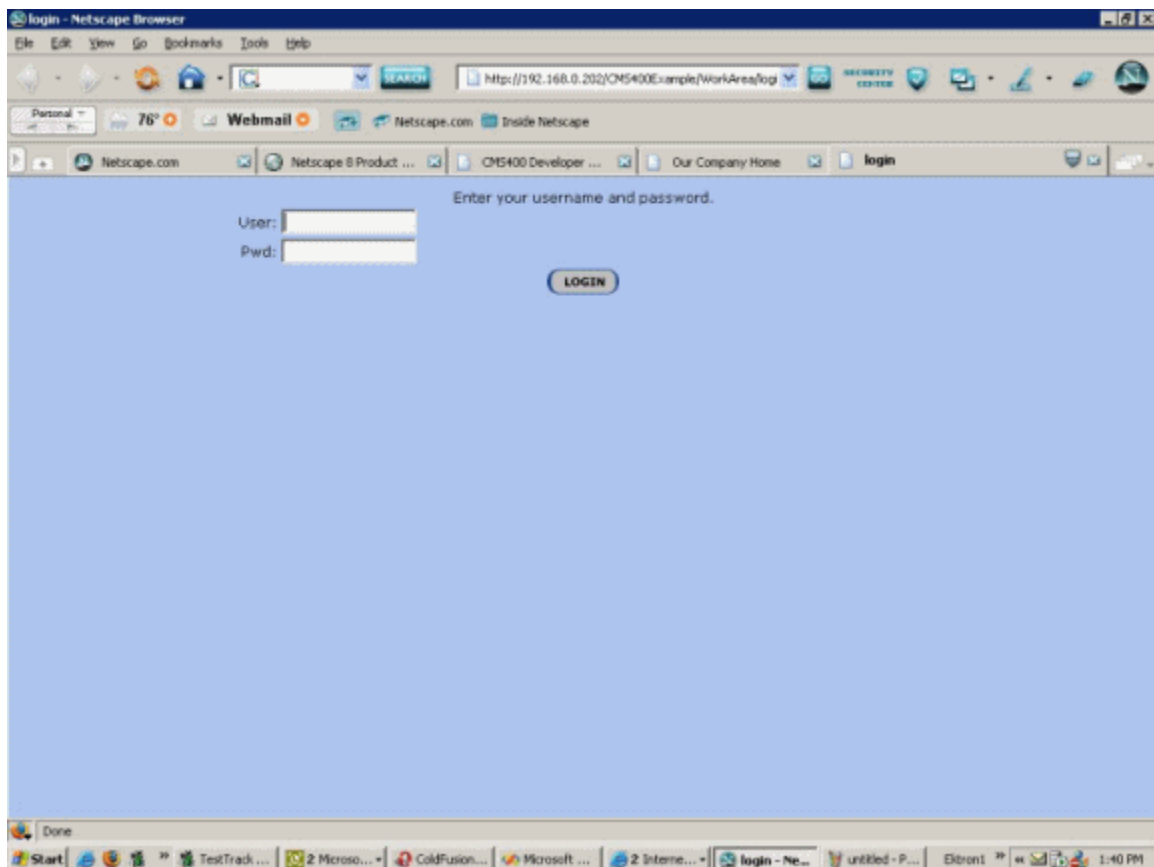 login - Netscape Browser
File Edit View Go Bookmarks Tools Help
SEARCH http://192.168.0.202/CMS400Example/WorkArea/logi GO SECURITY CENTER
Personal 76° Webmail Netscape.com Inside Netscape
Netscape.com Netscape 8 Product ... CMS400 Developer ... Our Company Home login
Enter your username and password.
User:
Pwd:
LOGIN
Done
Start TestTrack ... 2 Microso... ColdFusion... Microsoft ... 2 Interne... login - Ne... untitled - P... Ektron1 1:40 PM